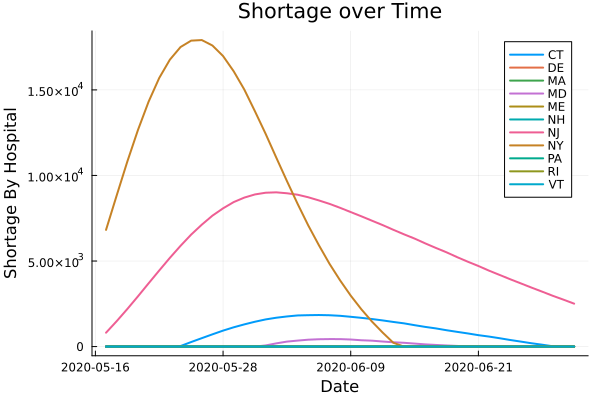 Shortage over Time
Shortage By Hospital
1.50×10⁴
1.00×10⁴
5.00×10³
0
2020-05-16
2020-05-28
2020-06-09
2020-06-21
Date
CT
DE
MA
MD
ME
NH
NJ
NY
PA
RI
VT